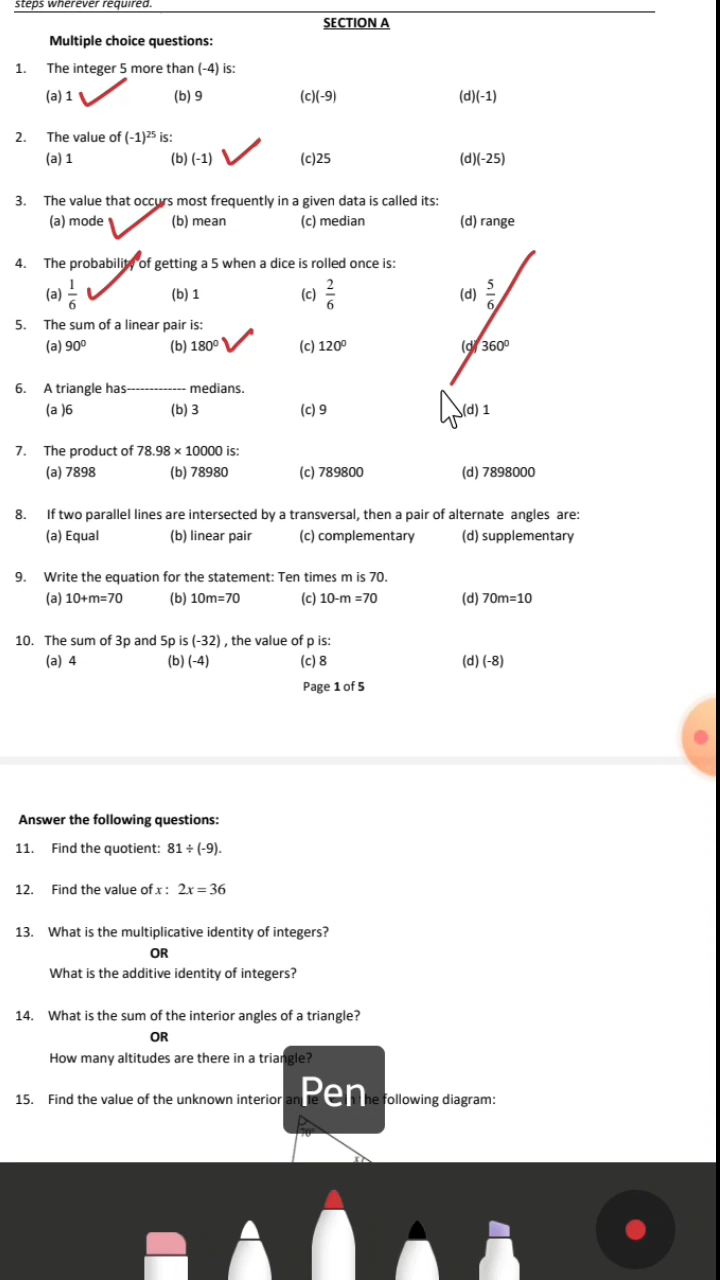 steps wherever required.
SECTION A
Multiple choice questions:
1. The integer 5 more than (-4) is:
(a) 1 (b) 9 (c)(-9) (d)(-1)
2. The value of (-1)²⁵ is:
(a) 1 (b) (-1) (c)25 (d)(-25)
3. The value that occurs most frequently in a given data is called its:
(a) mode (b) mean (c) median (d) range
4. The probability of getting a 5 when a dice is rolled once is:
(a) 1/6 (b) 1 (c) 2/6 (d) 5/6
5. The sum of a linear pair is:
(a) 90⁰ (b) 180⁰ (c) 120⁰ (d) 360⁰
6. A triangle has------------- medians.
(a )6 (b) 3 (c) 9 (d) 1
7. The product of 78.98 × 10000 is:
(a) 7898 (b) 78980 (c) 789800 (d) 7898000
8. If two parallel lines are intersected by a transversal, then a pair of alternate angles are:
(a) Equal (b) linear pair (c) complementary (d) supplementary
9. Write the equation for the statement: Ten times m is 70.
(a) 10+m=70 (b) 10m=70 (c) 10-m =70 (d) 70m=10
10. The sum of 3p and 5p is (-32) , the value of p is:
(a) 4 (b) (-4) (c) 8 (d) (-8)
Page 1 of 5
Answer the following questions:
11. Find the quotient: 81 ÷ (-9).
12. Find the value of x : 2x = 36
13. What is the multiplicative identity of integers?
OR
What is the additive identity of integers?
14. What is the sum of the interior angles of a triangle?
OR
How many altitudes are there in a triangle?
15. Find the value of the unknown interior angle the following diagram:
Pen
70°